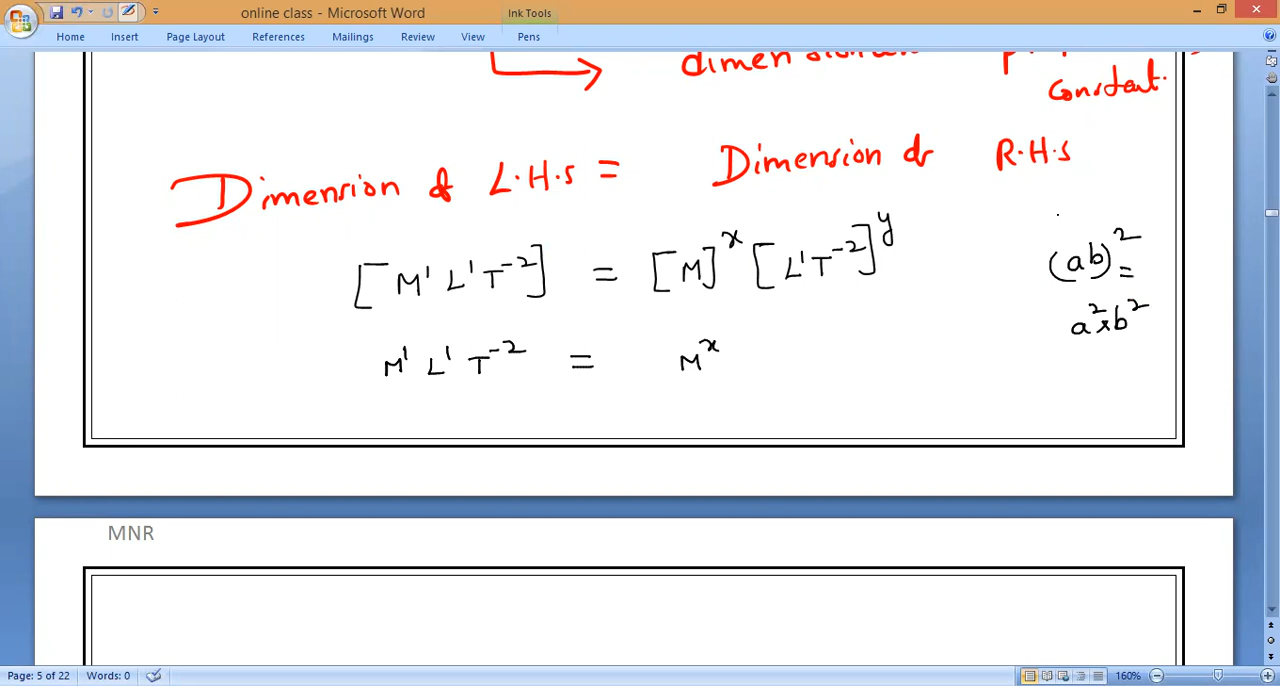 online class - Microsoft Word
Ink Tools
Home Insert Page Layout References Mailings Review View Pens
constant.
Dimension of L.H.S = Dimension of R.H.S
[M¹ L¹ T⁻²] = [M]ˣ [L¹T⁻²]ʸ
(ab)² =
a² × b²
M¹ L¹ T⁻² = Mˣ
MNR
Page: 5 of 22 Words: 0 160%